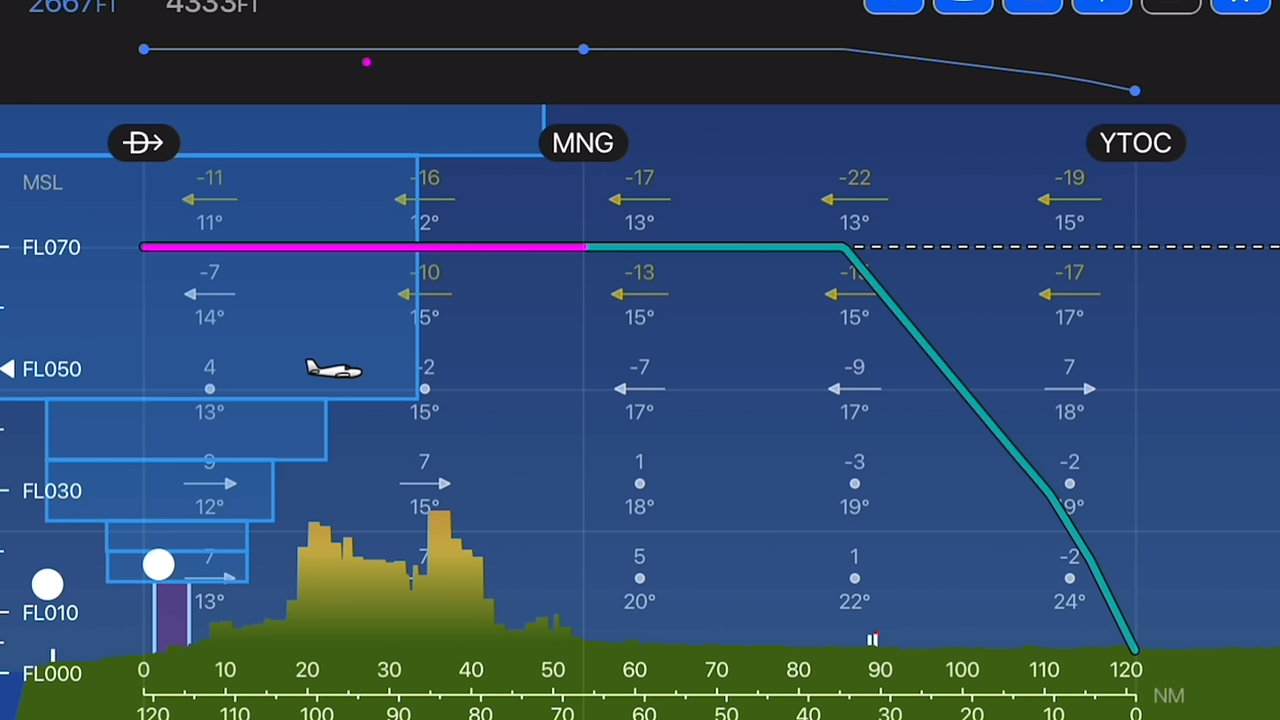 2667FT 4333FT
MNG YTOC
MSL -11 -16 -17 -22 -19
11° 12° 13° 13° 15°
FL070
-7 -10 -13 -17
14° 15° 15° 15° 17°
FL050 4 -2 -7 -9 7
13° 15° 17° 17° 18°
9 7 1 -3 -2
FL030 12° 15° 18° 19° 19°
7 7 5 1 -2
FL010 13° 20° 22° 24°
FL000 0 10 20 30 40 50 60 70 80 90 100 110 120
NM
120 110 100 90 80 70 60 50 40 30 20 10 0